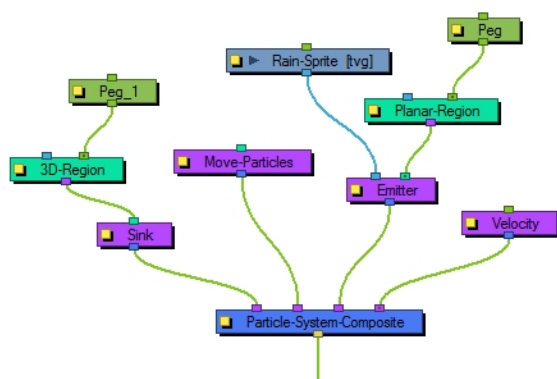 Peg
Rain-Sprite [tvg]
Peg_1
Planar-Region
3D-Region
Move-Particles
Emitter
Sink
Velocity
Particle-System-Composite